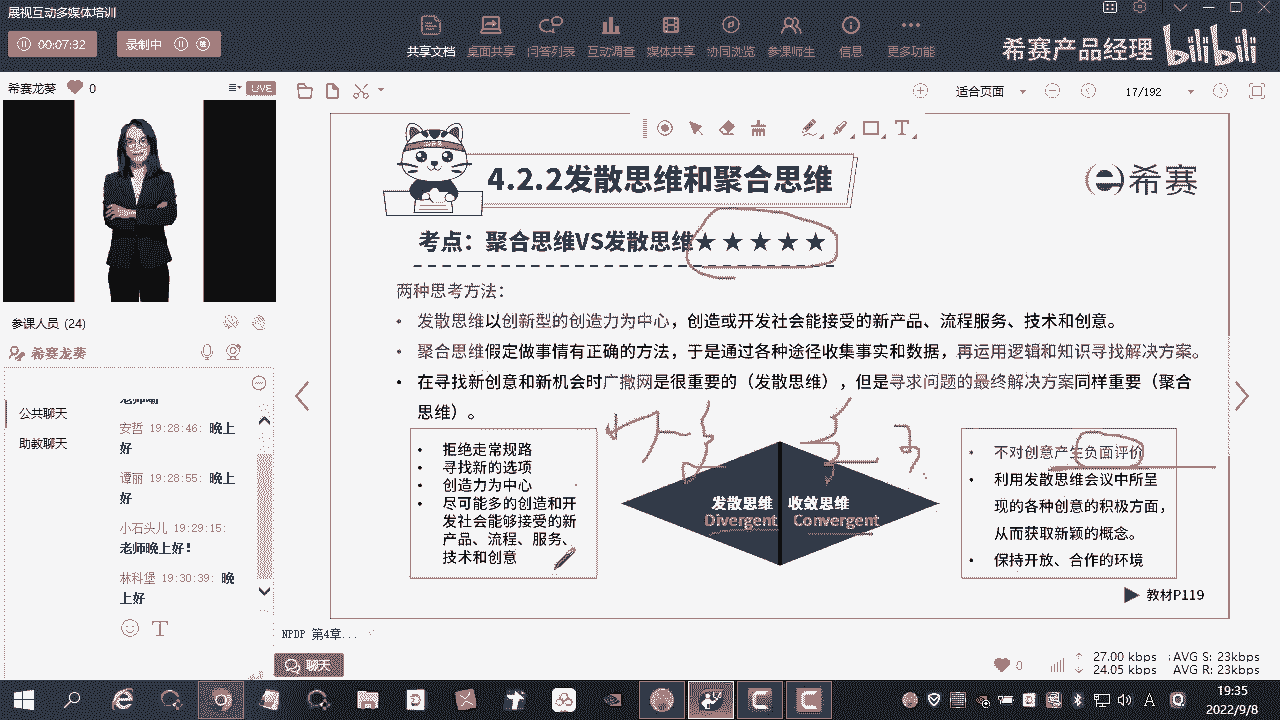 展视互动多媒体培训
00:07:32
录制中
共享文档 桌面共享 问答列表 互动调查 媒体共享 协同浏览 参课师生 信息 更多功能
希赛产品经理 bilibili
希赛龙葵 0
LIVE
适合页面
17/192
参课人员 (24)
希赛龙葵
公共聊天
助教聊天
安哲 19:28:46: 晚上
好
谭丽 19:28:55: 晚上
好
小石头儿 19:29:15:
老师晚上好!
林科堡 19:30:39: 晚
上好
T
4.2.2发散思维和聚合思维
希赛
考点：聚合思维VS发散思维★★★★★
两种思考方法：
• 发散思维以创新型的创造力为中心，创造或开发社会能接受的新产品、流程服务、技术和创意。
• 聚合思维假定做事情有正确的方法，于是通过各种途径收集事实和数据，再运用逻辑和知识寻找解决方案。
• 在寻找新创意和新机会时广撒网是很重要的（发散思维），但是寻求问题的最终解决方案同样重要（聚合
思维）。
• 拒绝走常规路
• 寻找新的选项
• 创造力为中心
• 尽可能多的创造和开
发社会能够接受的新
产品、流程、服务、
技术和创意
发散思维 收敛思维
Divergent Convergent
• 不对创意产生负面评价
• 利用发散思维会议中所呈
现的各种创意的积极方面，
从而获取新颖的概念。
• 保持开放、合作的环境
教材P119
NPDP 第4章...
聊天
0
27.00 kbps AVG S: 23kbps
24.05 kbps AVG R: 23kbps
19:35
2022/9/8